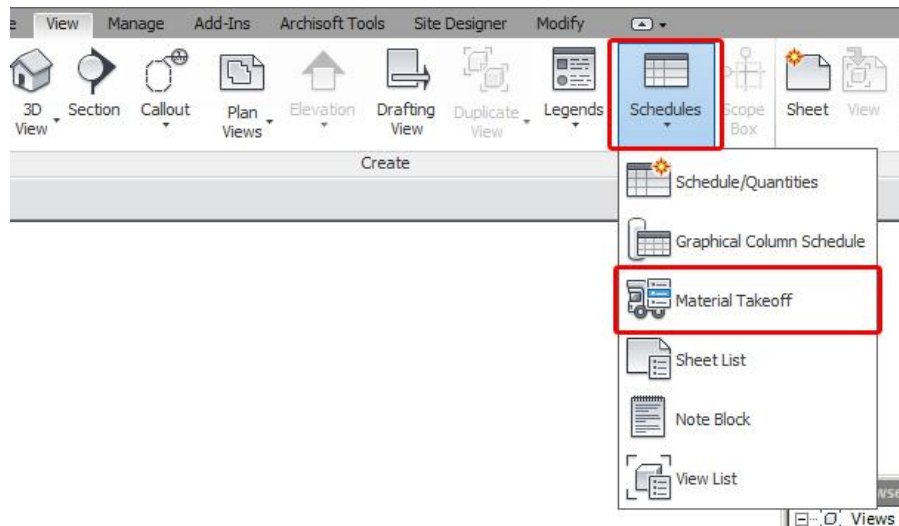 View Manage Add-Ins Archisoft Tools Site Designer Modify
3D View
Section
Callout
Plan Views
Elevation
Drafting View
Duplicate View
Legends
Schedules
Scope Box
Sheet
View
Create
Schedule/Quantities
Graphical Column Schedule
Material Takeoff
Sheet List
Note Block
View List
Views